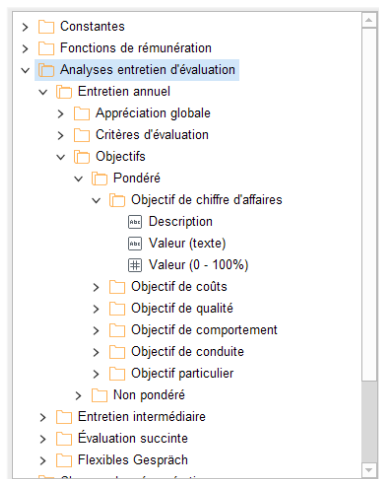 Constantes
Fonctions de rémunération
Analyses entretien d'évaluation
Entretien annuel
Appréciation globale
Critères d'évaluation
Objectifs
Pondéré
Objectif de chiffre d'affaires
Abc Description
Abc Valeur (texte)
# Valeur (0 - 100%)
Objectif de coûts
Objectif de qualité
Objectif de comportement
Objectif de conduite
Objectif particulier
Non pondéré
Entretien intermédiaire
Évaluation succinte
Flexibles Gespräch